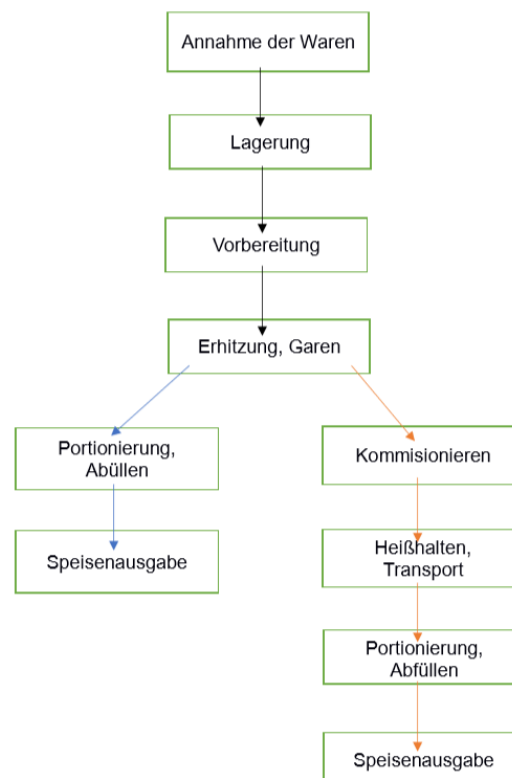 Annahme der Waren
Lagerung
Vorbereitung
Erhitzung, Garen
Portionierung,
Abüllen
Speisenausgabe
Kommisionieren
Heißhalten,
Transport
Portionierung,
Abfüllen
Speisenausgabe